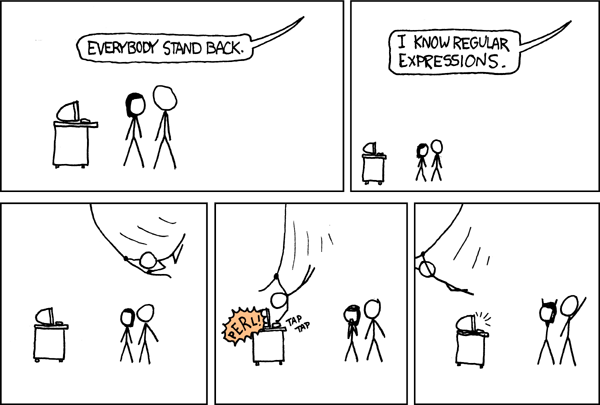 EVERYBODY STAND BACK.
I KNOW REGULAR
EXPRESSIONS.
PERL!
TAP
TAP